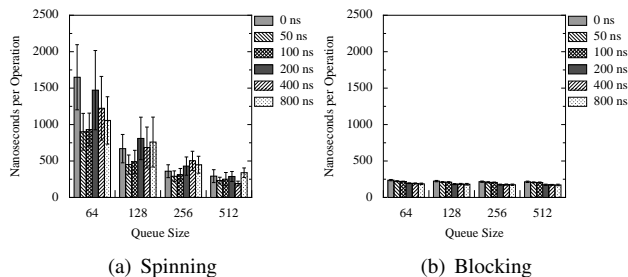 2500
2000
1500
1000
500
0
Nanoseconds per Operation
64 128 256 512
Queue Size
0 ns
50 ns
100 ns
200 ns
400 ns
800 ns
(a) Spinning
2500
2000
1500
1000
500
0
Nanoseconds per Operation
64 128 256 512
Queue Size
0 ns
50 ns
100 ns
200 ns
400 ns
800 ns
(b) Blocking